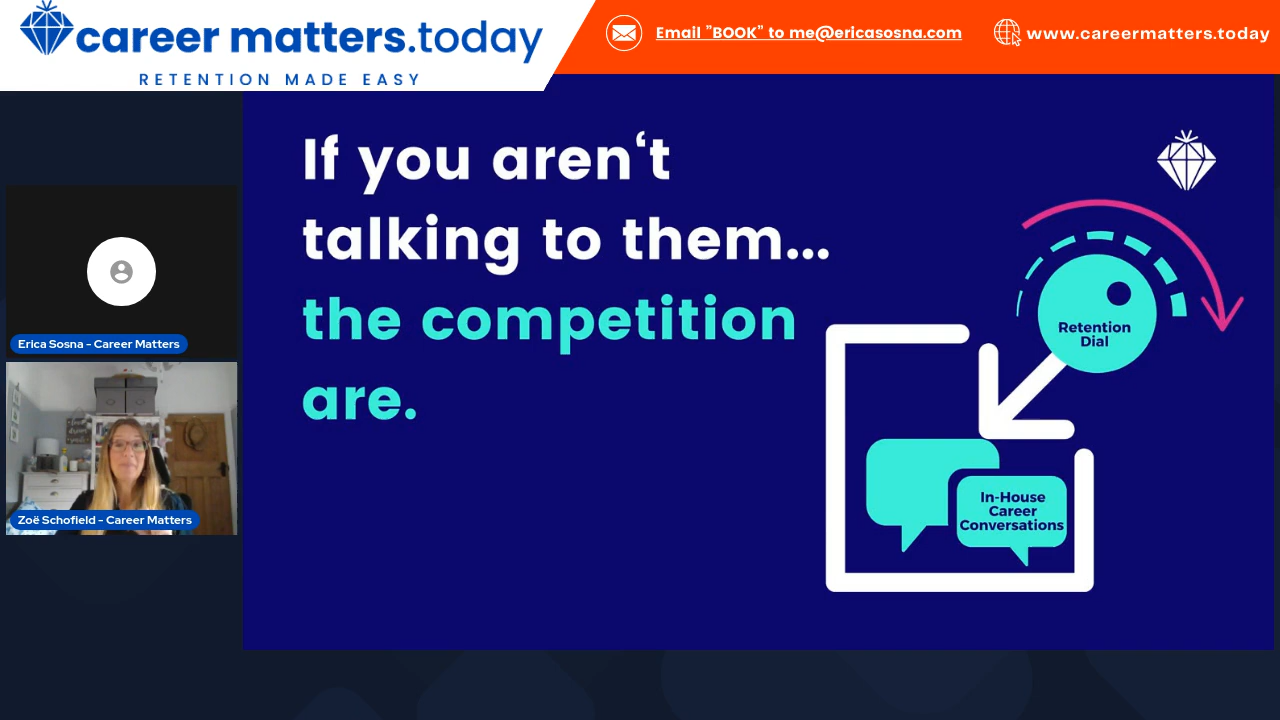 career matters.today
RETENTION MADE EASY
Email "BOOK" to me@ericasosna.com
www.careermatters.today
If you aren‘t
talking to them...
the competition
are.
Retention
Dial
In-House
Career
Conversations
Erica Sosna - Career Matters
Zoë Schofield - Career Matters